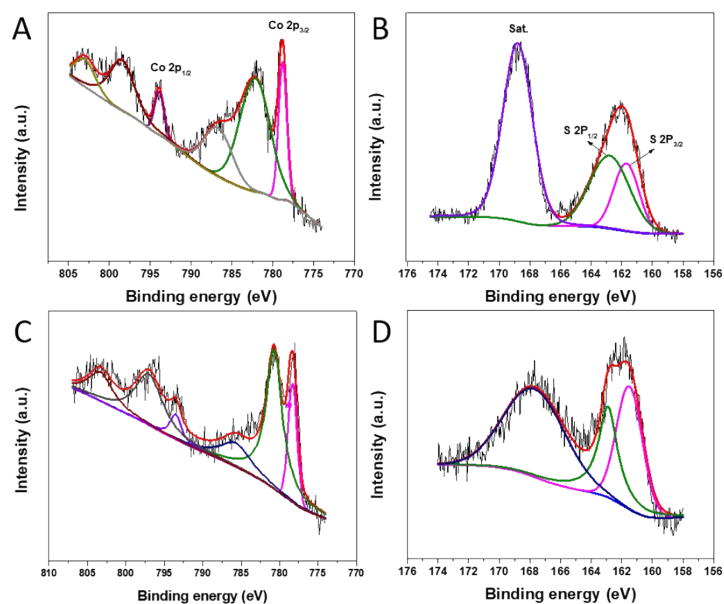 A
Co 2p3/2
Co 2p1/2
Intensity (a.u.)
805 800 795 790 785 780 775 770
Binding energy (eV)
B
Sat.
S 2P1/2
S 2P3/2
Intensity (a.u.)
176 174 172 170 168 166 164 162 160 158
Binding energy (eV)
C
Intensity (a.u.)
810 805 800 795 790 785 780 775 770
Binding energy (eV)
D
Intensity (a.u.)
176 174 172 170 168 166 164 162 160 158 156
Binding energy (eV)